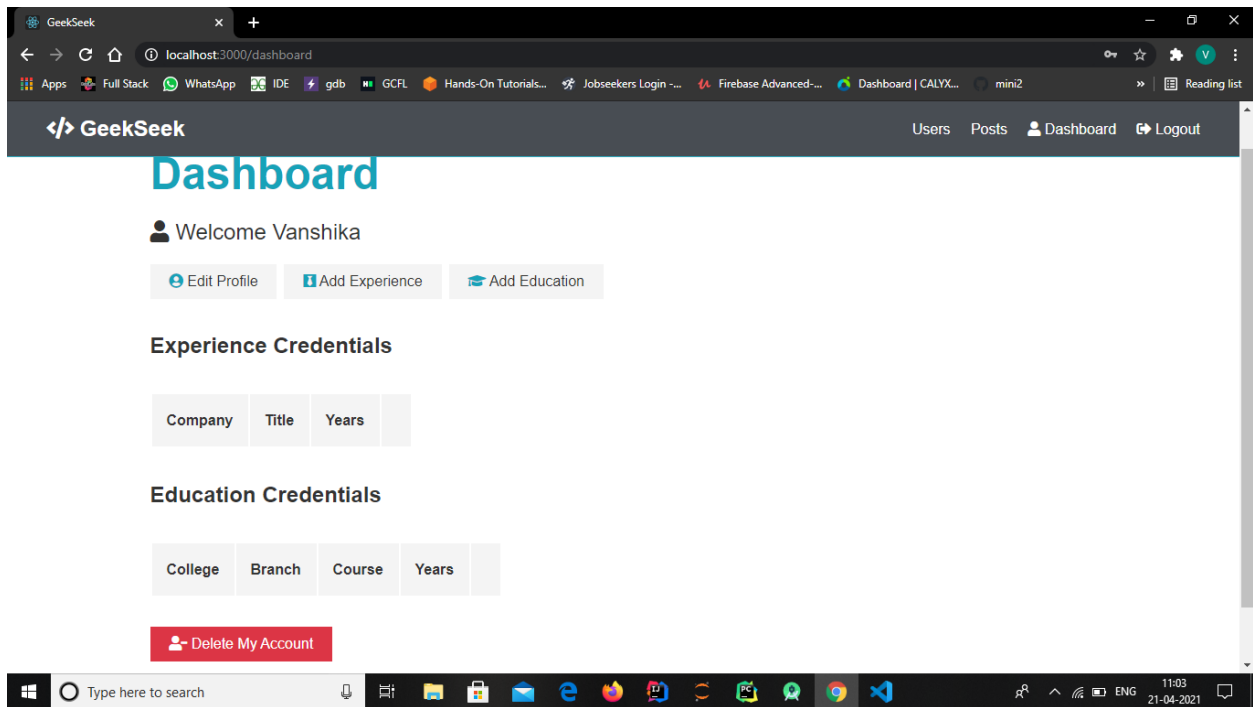 GeekSeek
localhost:3000/dashboard
V
Apps Full Stack WhatsApp IDE gdb GCFL Hands-On Tutorials... Jobseekers Login -... Firebase Advanced-... Dashboard | CALYX... mini2 » Reading list
</> GeekSeek Users Posts Dashboard Logout
Dashboard
Welcome Vanshika
Edit Profile Add Experience Add Education
Experience Credentials
Company Title Years
Education Credentials
College Branch Course Years
Delete My Account
Type here to search ENG 11:03
21-04-2021